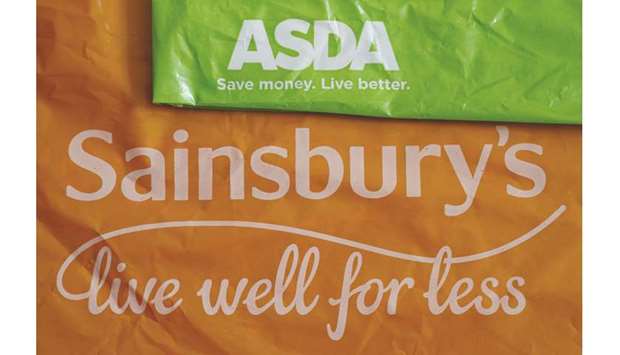 ASDA
Save money. Live better.
Sainsbury's
live well for less